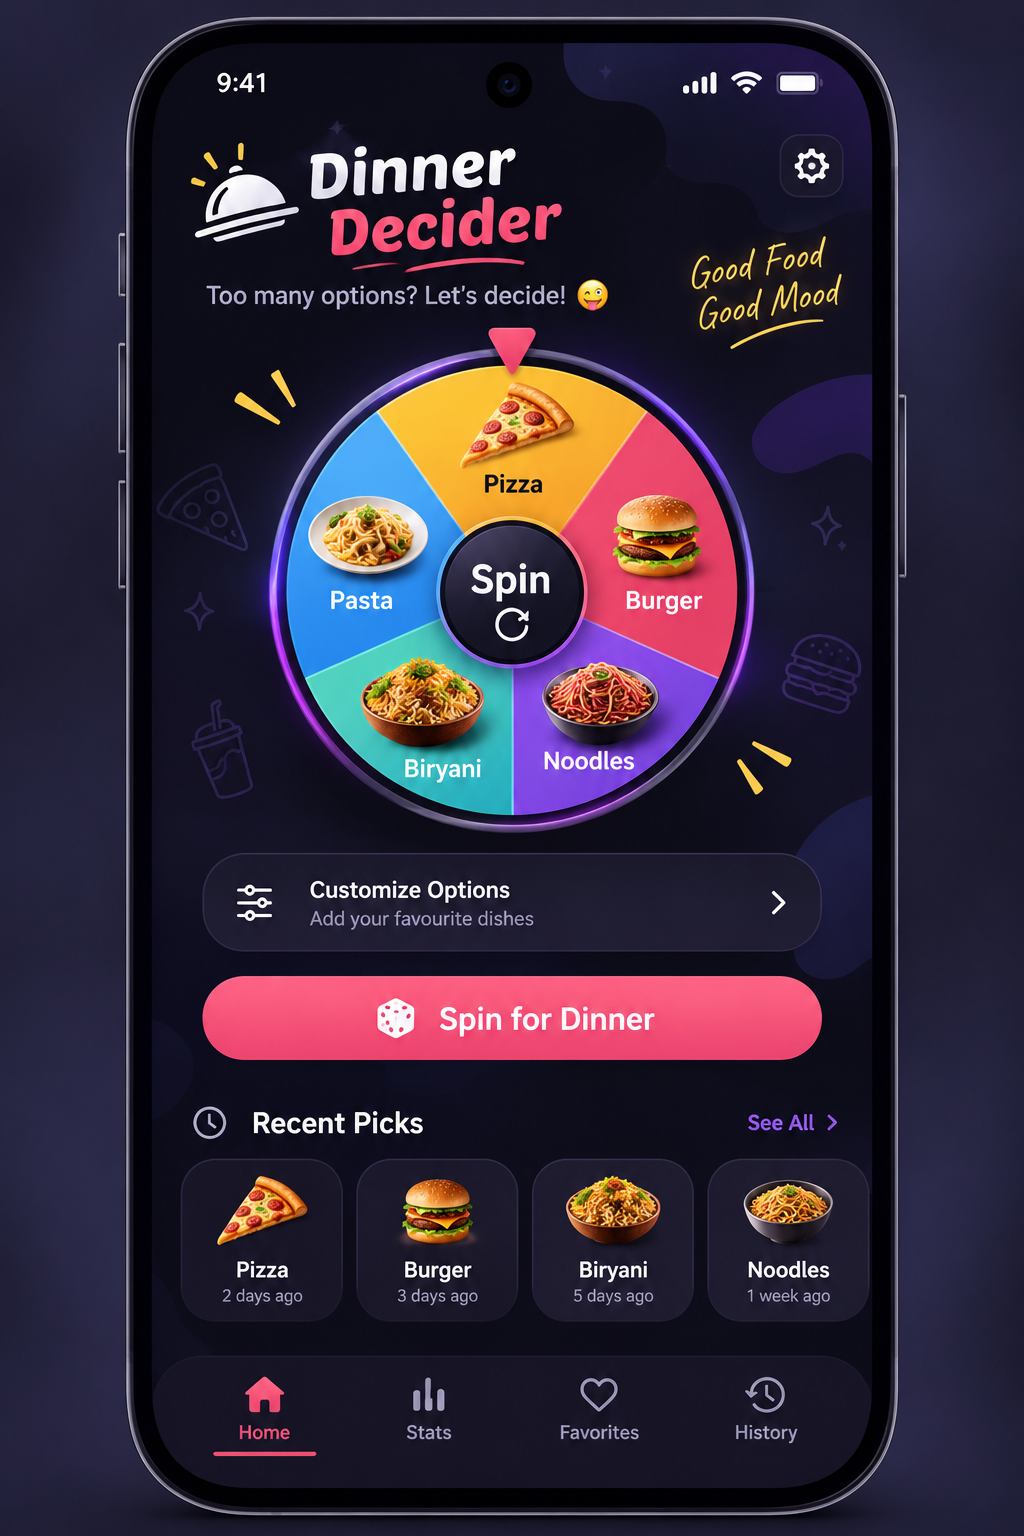 9:41
Dinner
Decider
Too many options? Let's decide!
Good Food
Good Mood
Pizza
Pasta
Burger
Spin
Biryani
Noodles
Customize Options
Add your favourite dishes
Spin for Dinner
Recent Picks
See All
Pizza
2 days ago
Burger
3 days ago
Biryani
5 days ago
Noodles
1 week ago
Home
Stats
Favorites
History